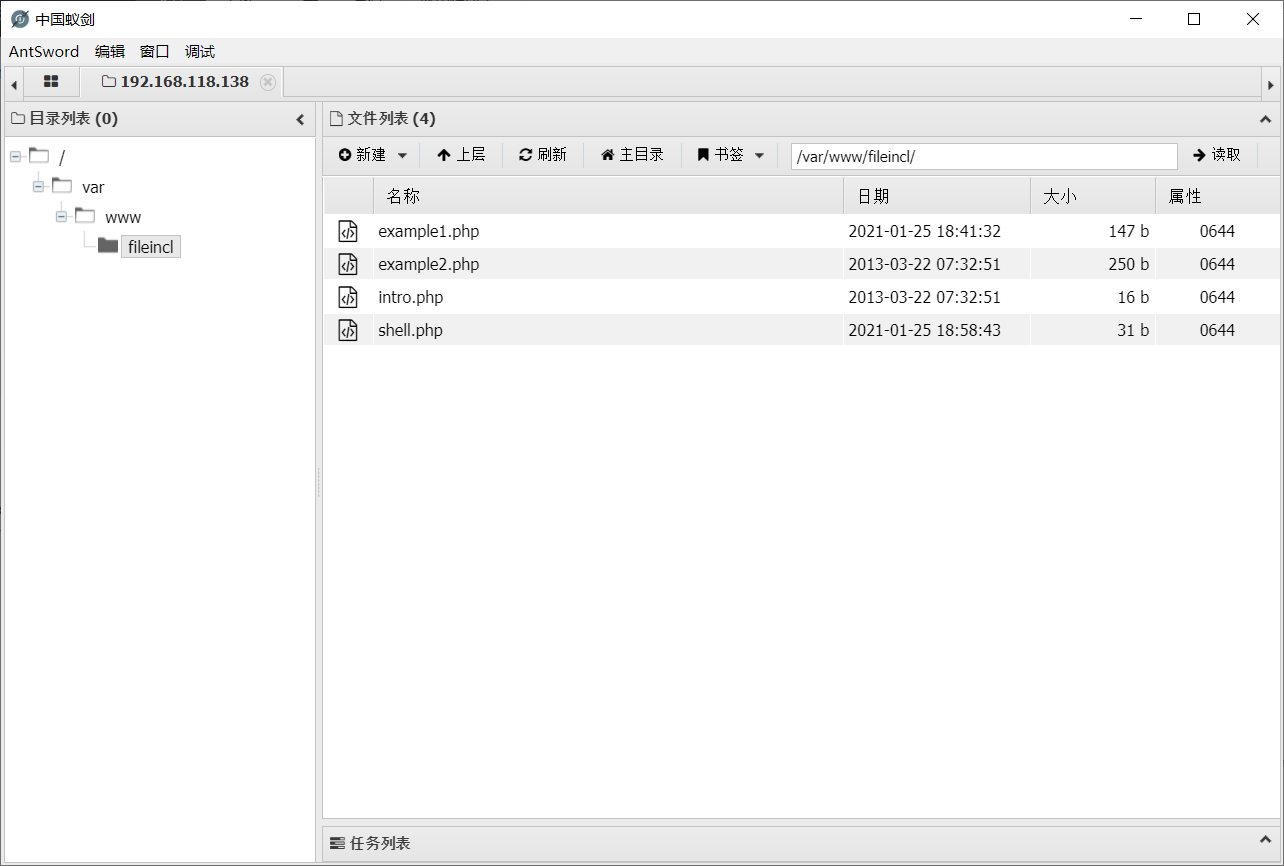 中国蚁剑
AntSword 编辑 窗口 调试
192.168.118.138
目录列表 (0)
/
var
www
fileincl
文件列表 (4)
新建 上层 刷新 主目录 书签 /var/www/fileincl/ 读取
名称 日期 大小 属性
example1.php 2021-01-25 18:41:32 147 b 0644
example2.php 2013-03-22 07:32:51 250 b 0644
intro.php 2013-03-22 07:32:51 16 b 0644
shell.php 2021-01-25 18:58:43 31 b 0644
任务列表